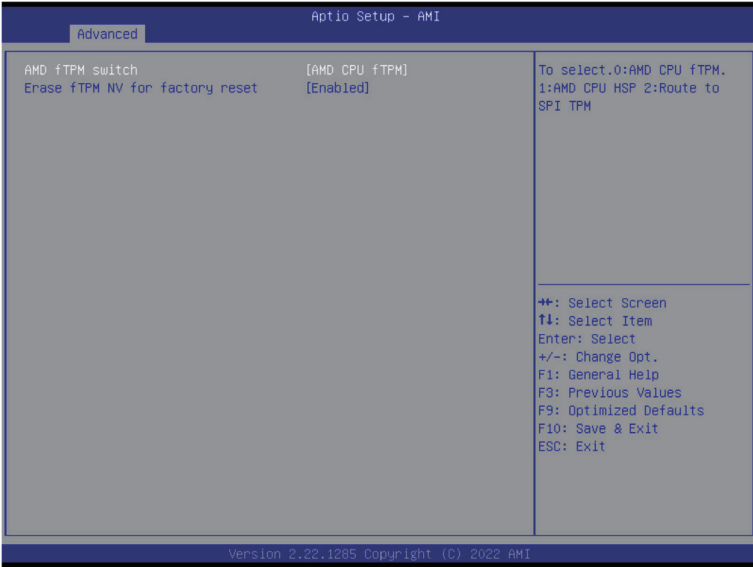 Aptio Setup – AMI
Advanced
AMD fTPM switch [AMD CPU fTPM]
Erase fTPM NV for factory reset [Enabled]
To select.0:AMD CPU fTPM.
1:AMD CPU HSP 2:Route to
SPI TPM
→←: Select Screen
↑↓: Select Item
Enter: Select
+/-: Change Opt.
F1: General Help
F3: Previous Values
F9: Optimized Defaults
F10: Save & Exit
ESC: Exit
Version 2.22.1285 Copyright (C) 2022 AMI